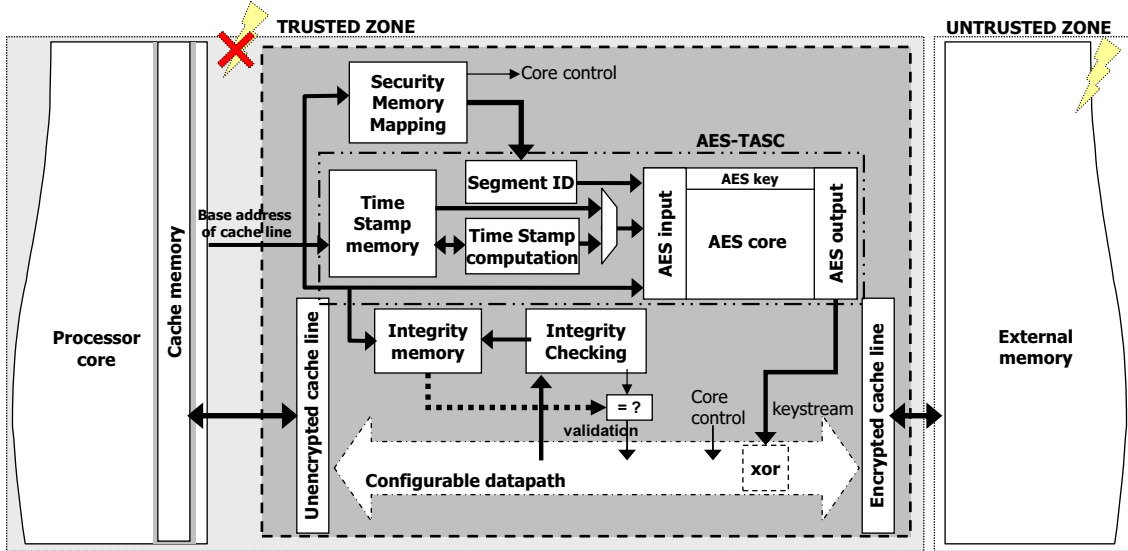 TRUSTED ZONE
UNTRUSTED ZONE
Core control
Security
Memory
Mapping
AES-TASC
Segment ID
AES key
Base address
of cache line
Time
Stamp
memory
Time Stamp
computation
AES input
AES core
AES output
Processor
core
Cache memory
Unencrypted cache line
Integrity
memory
Integrity
Checking
Encrypted cache line
External
memory
= ?
validation
Core
control
keystream
Configurable datapath
xor